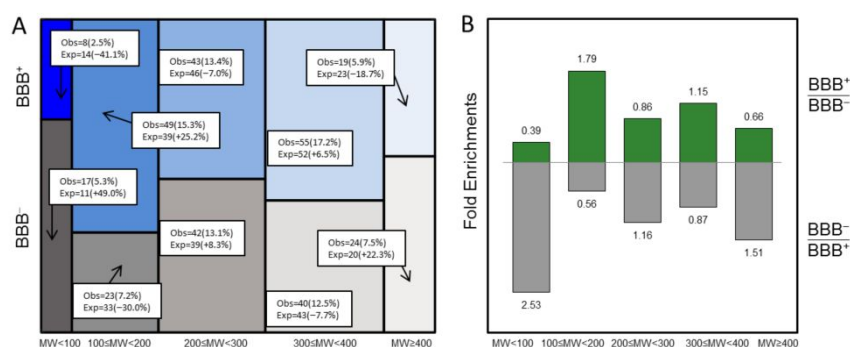 A
BBB⁺
BBB⁻
Obs=8(2.5%)
Exp=14(−41.1%)
Obs=43(13.4%)
Exp=46(−7.0%)
Obs=19(5.9%)
Exp=23(−18.7%)
Obs=49(15.3%)
Exp=39(+25.2%)
Obs=55(17.2%)
Exp=52(+6.5%)
Obs=17(5.3%)
Exp=11(+49.0%)
Obs=42(13.1%)
Exp=39(+8.3%)
Obs=24(7.5%)
Exp=20(+22.3%)
Obs=23(7.2%)
Exp=33(−30.0%)
Obs=40(12.5%)
Exp=43(−7.7%)
MW<100 100≤MW<200 200≤MW<300 300≤MW<400 MW≥400
B
Fold Enrichments
0.39
1.79
0.86
1.15
0.66
2.53
0.56
1.16
0.87
1.51
BBB⁺
BBB⁻
BBB⁻
BBB⁺
MW<100 100≤MW<200 200≤MW<300 300≤MW<400 MW≥400